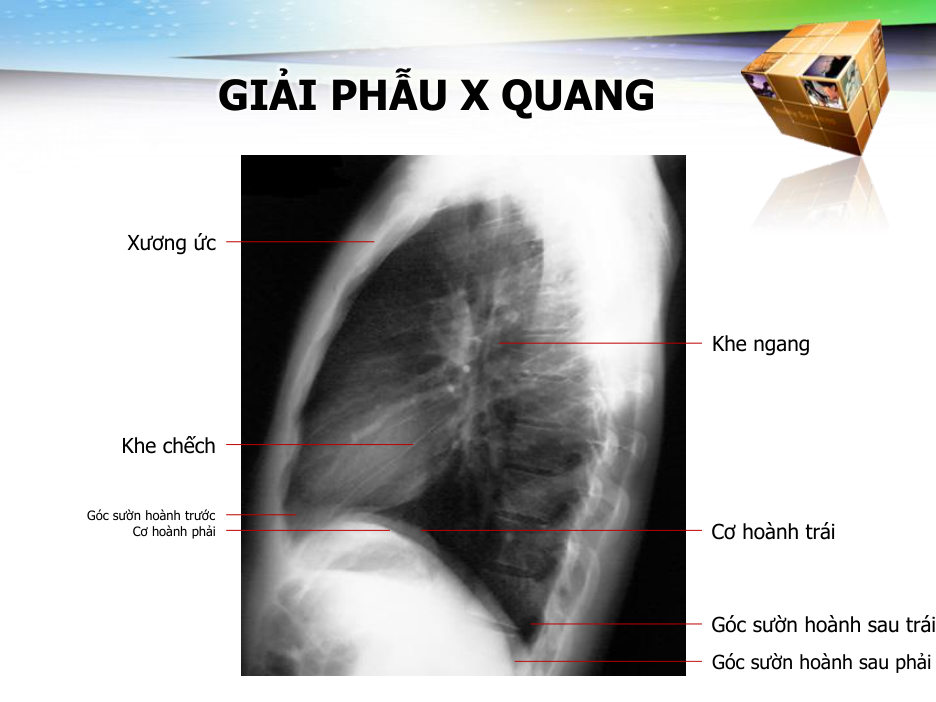 GIẢI PHẪU X QUANG
Xương ức
Khe ngang
Khe chếch
Góc sườn hoành trước
Cơ hoành phải
Cơ hoành trái
Góc sườn hoành sau trái
Góc sườn hoành sau phải